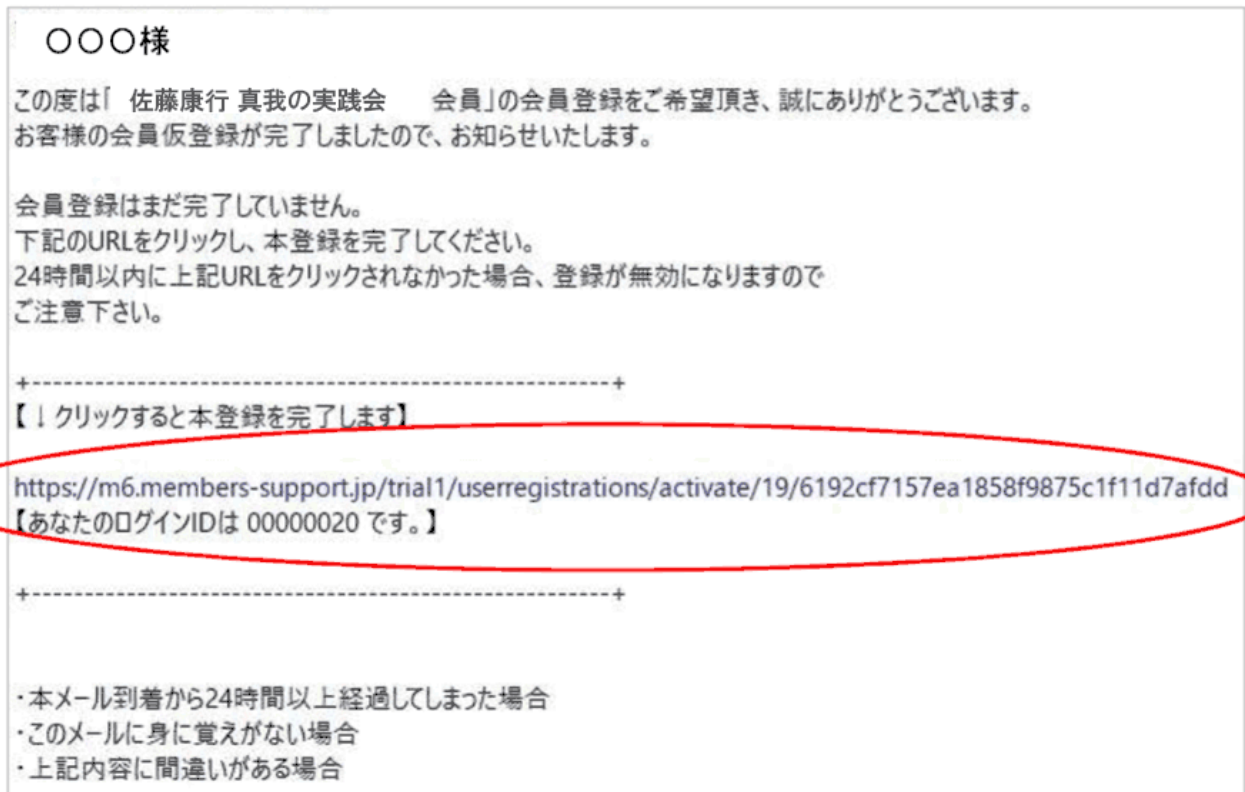 〇〇〇様
この度は「 佐藤康行 真我の実践会　　会員」の会員登録をご希望頂き、誠にありがとうございます。
お客様の会員仮登録が完了しましたので、お知らせいたします。
会員登録はまだ完了していません。
下記のURLをクリックし、本登録を完了してください。
24時間以内に上記URLをクリックされなかった場合、登録が無効になりますので
ご注意下さい。
+-------------------------------------------------------+
【↓クリックすると本登録を完了します】
https://m6.members-support.jp/trial1/userregistrations/activate/19/6192cf7157ea1858f9875c1f11d7afdd
【あなたのログインIDは 00000020 です。】
+-------------------------------------------------------+
・本メール到着から24時間以上経過してしまった場合
・このメールに身に覚えがない場合
・上記内容に間違いがある場合